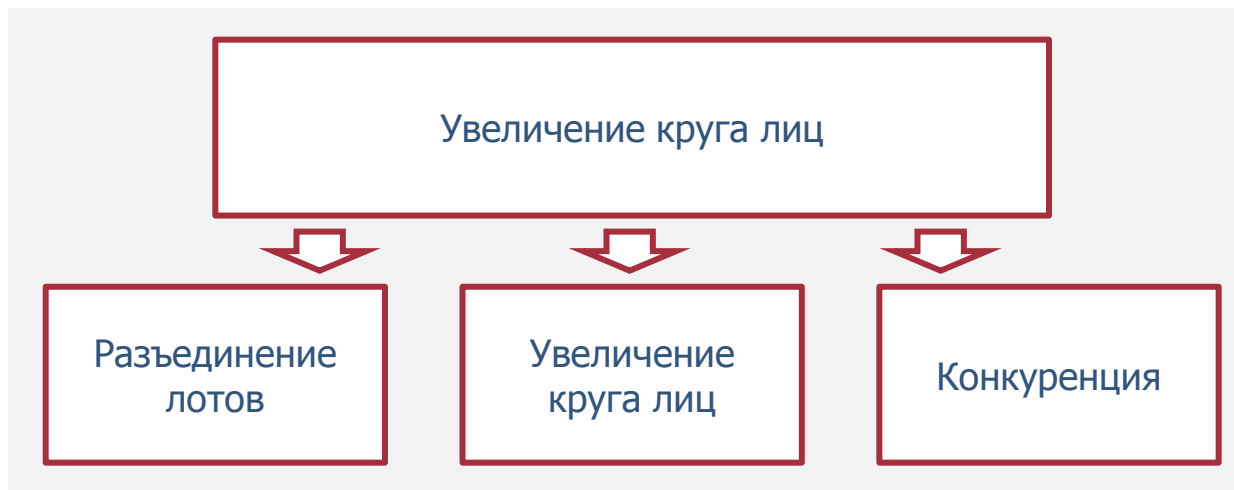 Увеличение круга лиц
Разъединение
лотов
Увеличение
круга лиц
Конкуренция